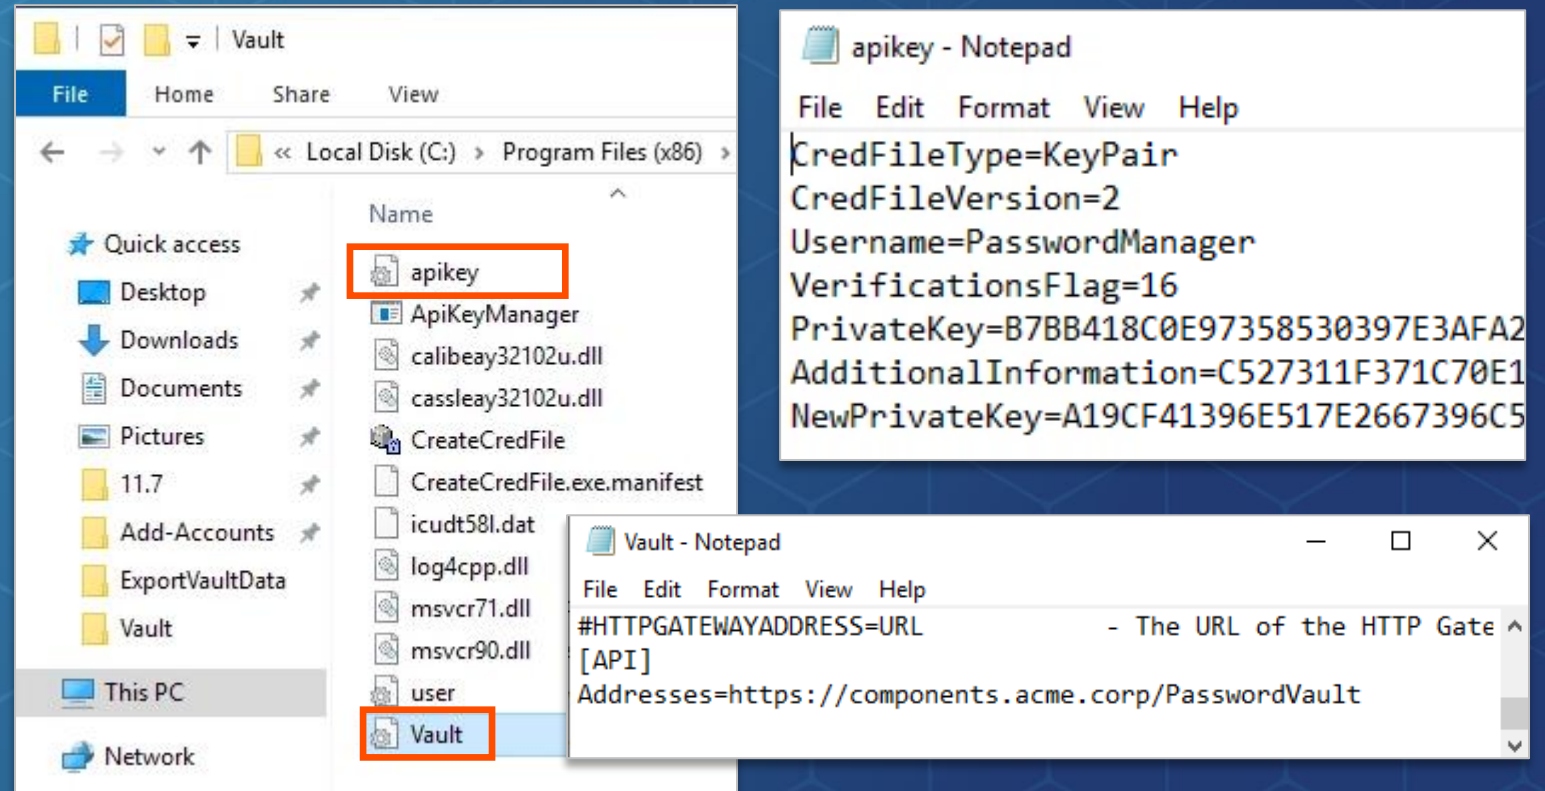 Vault
File Home Share View
« Local Disk (C:) › Program Files (x86) ›
Name
Quick access
Desktop
Downloads
Documents
Pictures
11.7
Add-Accounts
ExportVaultData
Vault
This PC
Network
apikey
ApiKeyManager
calibeay32102u.dll
cassleay32102u.dll
CreateCredFile
CreateCredFile.exe.manifest
icudt58l.dat
log4cpp.dll
msvcr71.dll
msvcr90.dll
user
Vault
apikey - Notepad
File Edit Format View Help
CredFileType=KeyPair
CredFileVersion=2
Username=PasswordManager
VerificationsFlag=16
PrivateKey=B7BB418C0E97358530397E3AFA2
AdditionalInformation=C527311F371C70E1
NewPrivateKey=A19CF41396E517E2667396C5
Vault - Notepad
File Edit Format View Help
#HTTPGATEWAYADDRESS=URL - The URL of the HTTP Gate
[API]
Addresses=https://components.acme.corp/PasswordVault